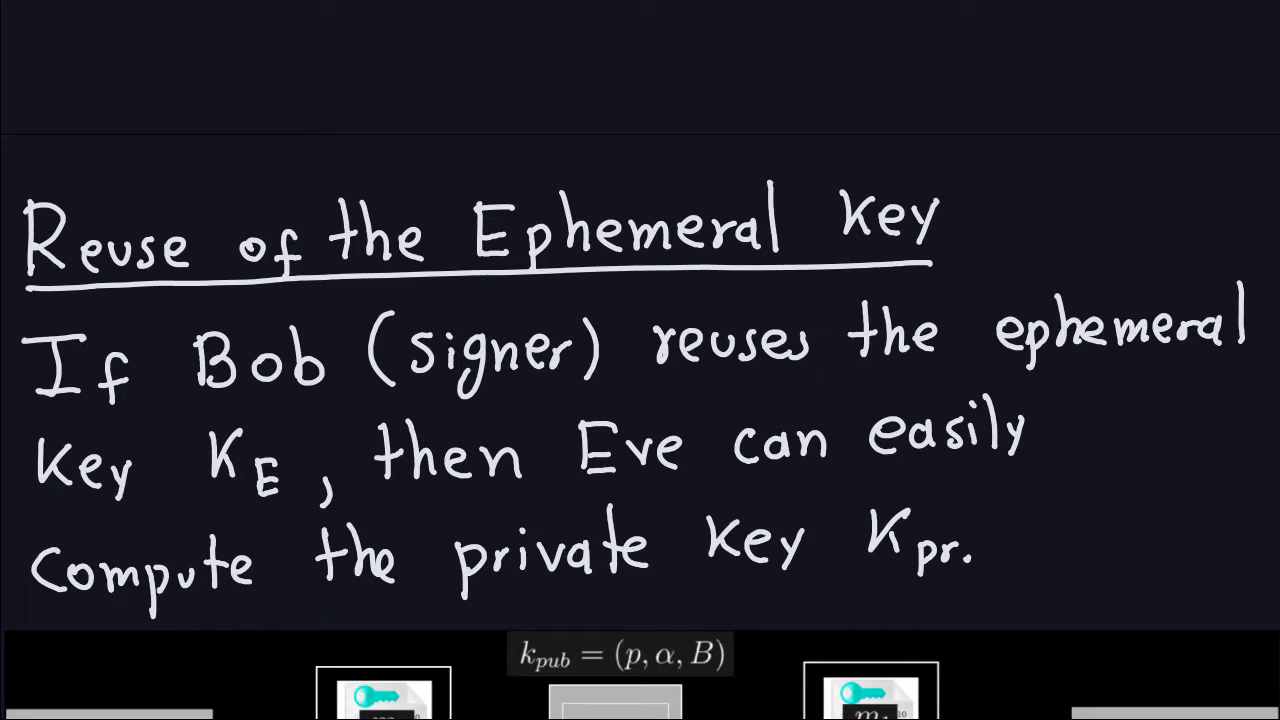 Reuse of the Ephemeral Key
If Bob (signer) reuses the ephemeral
Key K_E, then Eve can easily
Compute the private Key K_pr.
k_pub = (p, α, B)